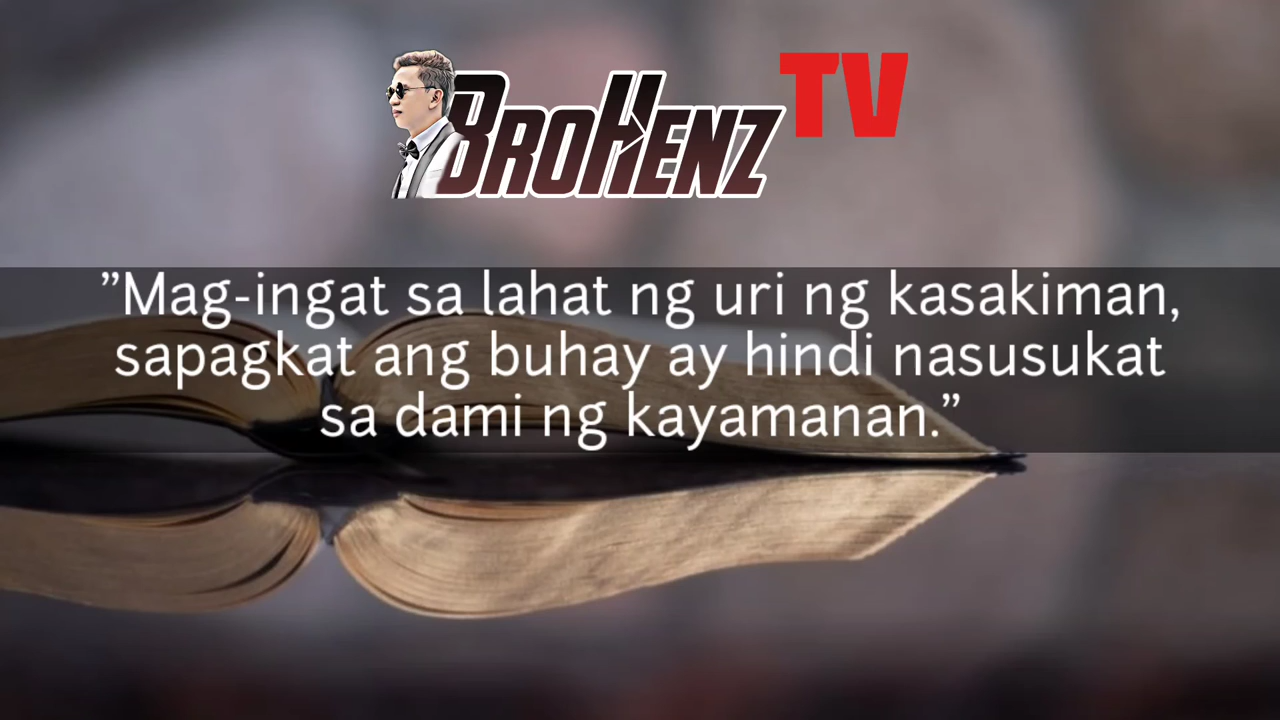 BROHENZ TV
”Mag-ingat sa lahat ng uri ng kasakiman,
sapagkat ang buhay ay hindi nasusukat
sa dami ng kayamanan.”